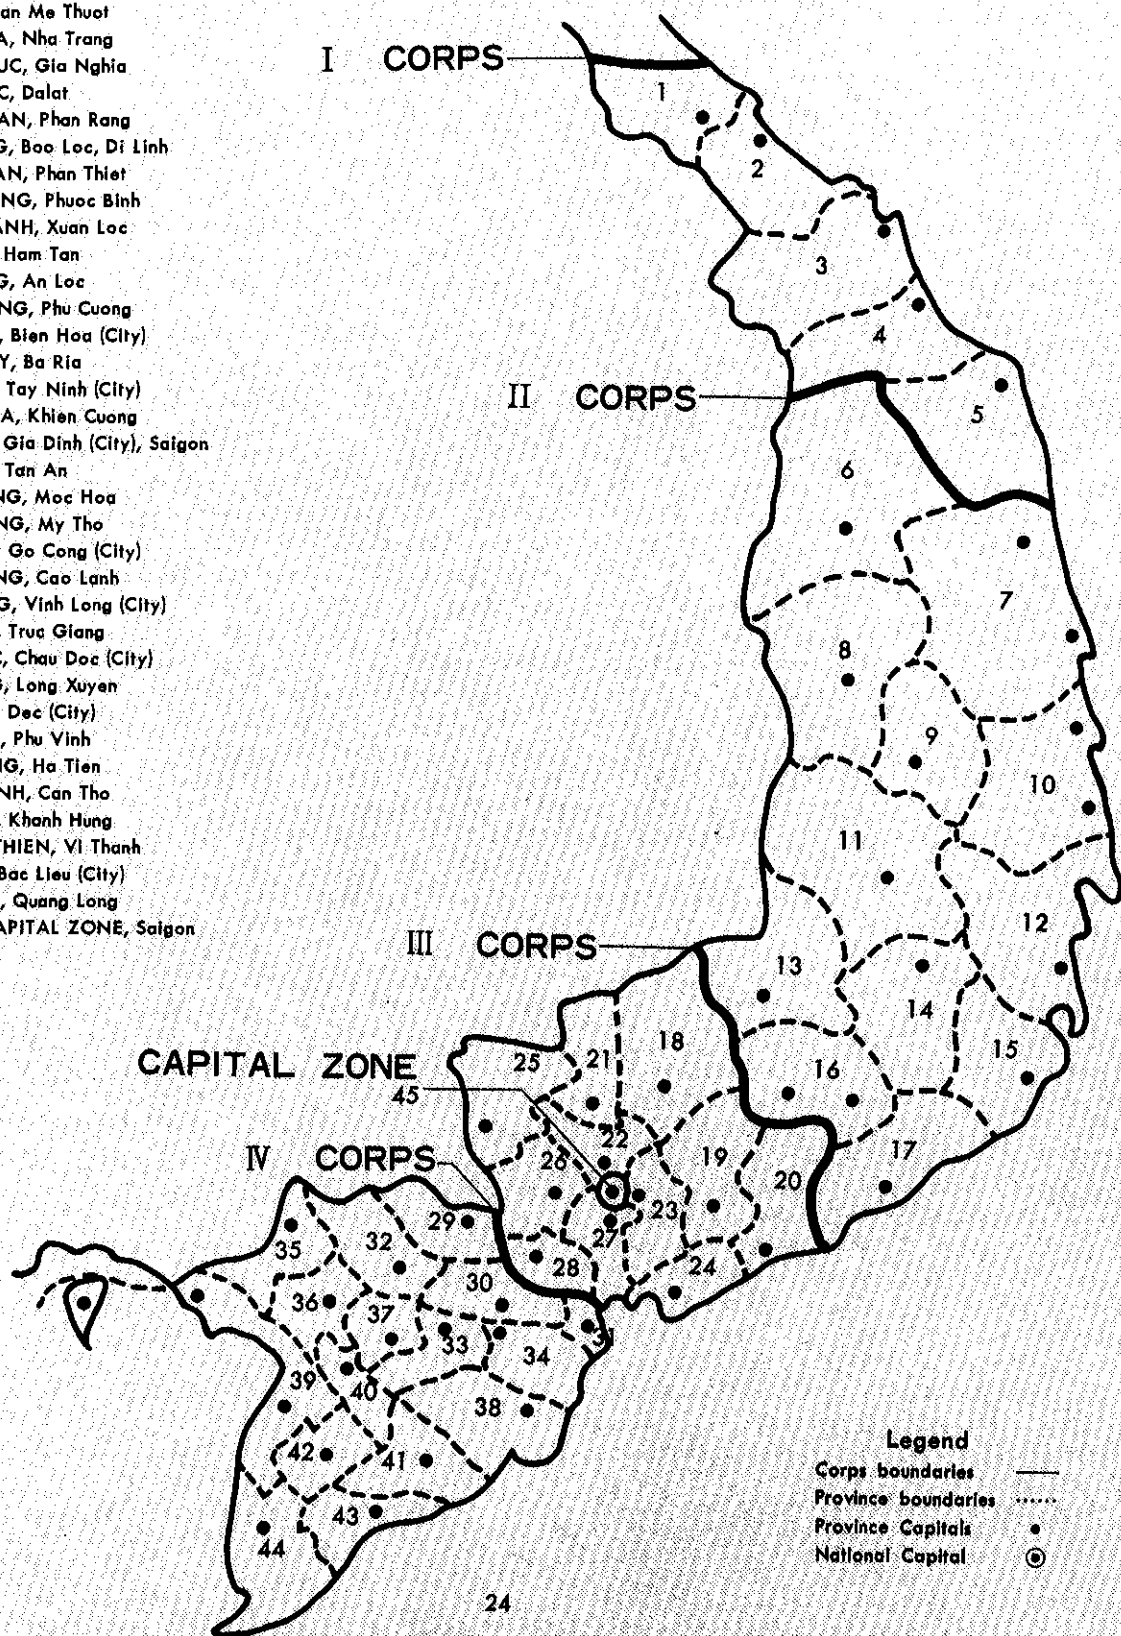 an Me Thuot
A, Nha Trang
UC, Gia Nghia
C, Dalat
AN, Phan Rang
G, Bao Loc, Di Linh
AN, Phan Thiet
NG, Phuoc Binh
ANH, Xuan Loc
Ham Tan
G, An Loc
NG, Phu Cuong
, Bien Hoa (City)
Y, Ba Ria
Tay Ninh (City)
A, Khien Cuong
Gia Dinh (City), Saigon
Tan An
NG, Moc Hoa
NG, My Tho
Go Cong (City)
NG, Cao Lanh
G, Vinh Long (City)
, Truc Giang
C, Chau Doc (City)
G, Long Xuyen
Dec (City)
, Phu Vinh
NG, Ha Tien
NH, Can Tho
, Khanh Hung
THIEN, Vi Thanh
Bac Lieu (City)
, Quang Long
APITAL ZONE, Saigon
I CORPS
1
2
3
4
II CORPS
5
6
7
8
9
10
11
12
III CORPS
13
14
15
16
17
18
CAPITAL ZONE
45
25
21
22
19
20
IV CORPS
26
23
27
24
28
29
35
32
30
36
37
33
31
34
39
40
38
42
41
43
44
Legend
Corps boundaries
Province boundaries
Province Capitals
National Capital
24